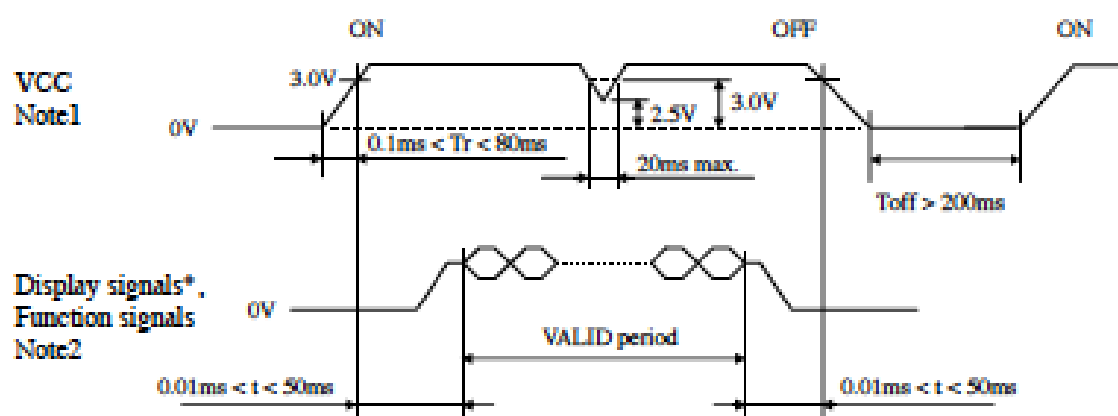 ON OFF ON
VCC
Note1
3.0V
0V
2.5V
3.0V
0.1ms < Tr < 80ms
20ms max.
Toff > 200ms
Display signals*,
Function signals
Note2
0V
VALID period
0.01ms < t < 50ms
0.01ms < t < 50ms